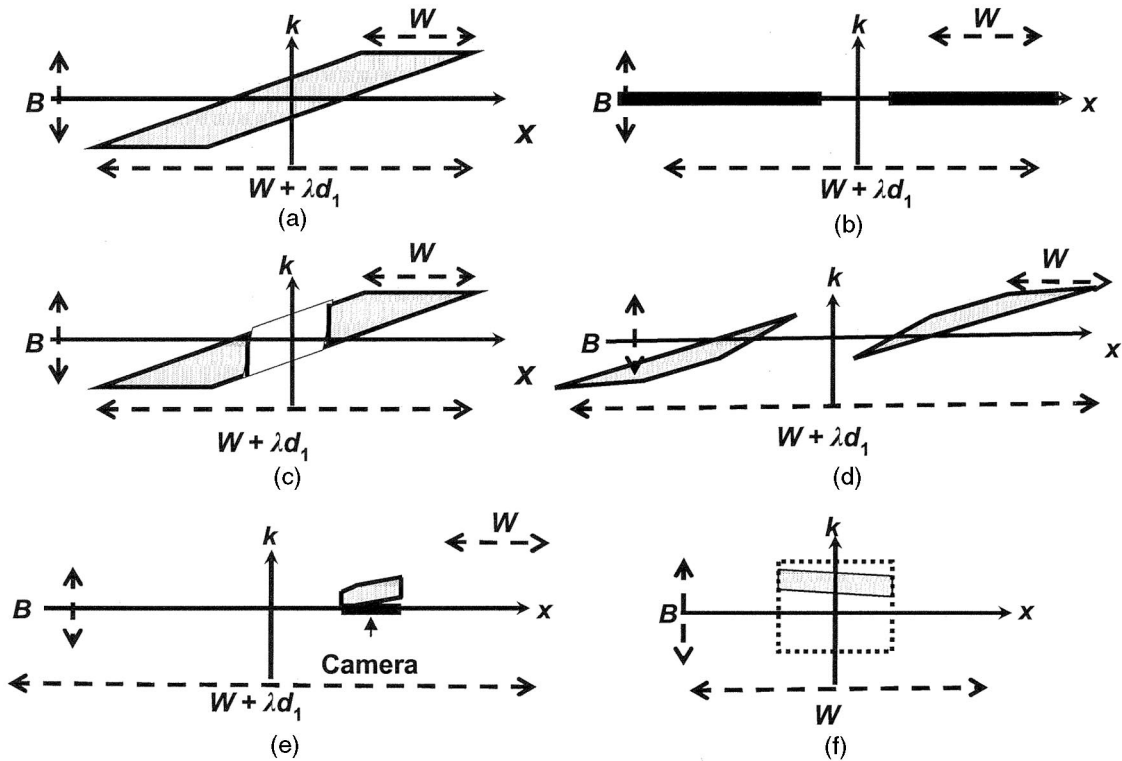 W
k
B
x
W + λd₁
(a)
W
k
B
x
W + λd₁
(b)
W
k
B
x
W + λd₁
(c)
W
k
B
x
W + λd₁
(d)
W
k
B
x
Camera
W + λd₁
(e)
k
B
x
W
(f)